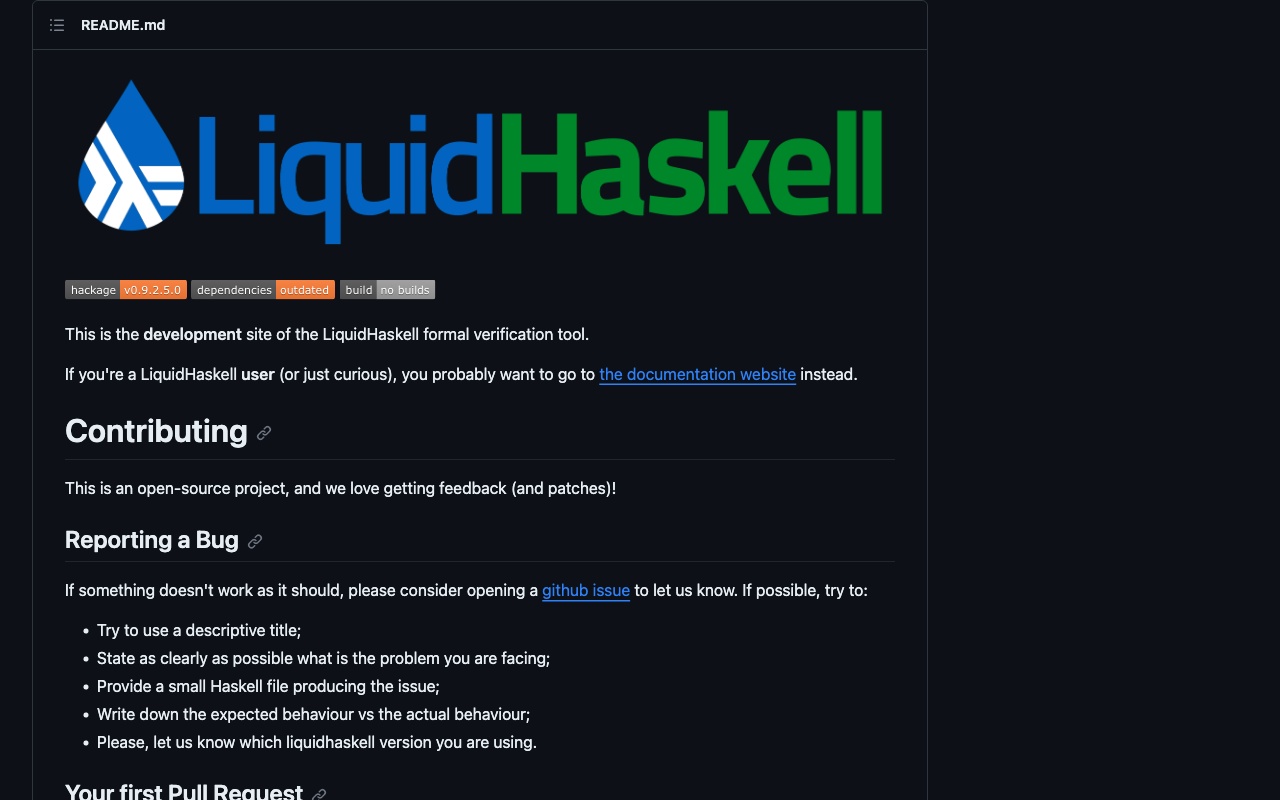 README.md
LiquidHaskell
hackage v0.9.2.5.0 dependencies outdated build no builds
This is the development site of the LiquidHaskell formal verification tool.
If you're a LiquidHaskell user (or just curious), you probably want to go to the documentation website instead.
Contributing
This is an open-source project, and we love getting feedback (and patches)!
Reporting a Bug
If something doesn't work as it should, please consider opening a github issue to let us know. If possible, try to:
• Try to use a descriptive title;
• State as clearly as possible what is the problem you are facing;
• Provide a small Haskell file producing the issue;
• Write down the expected behaviour vs the actual behaviour;
• Please, let us know which liquidhaskell version you are using.
Your first Pull Request